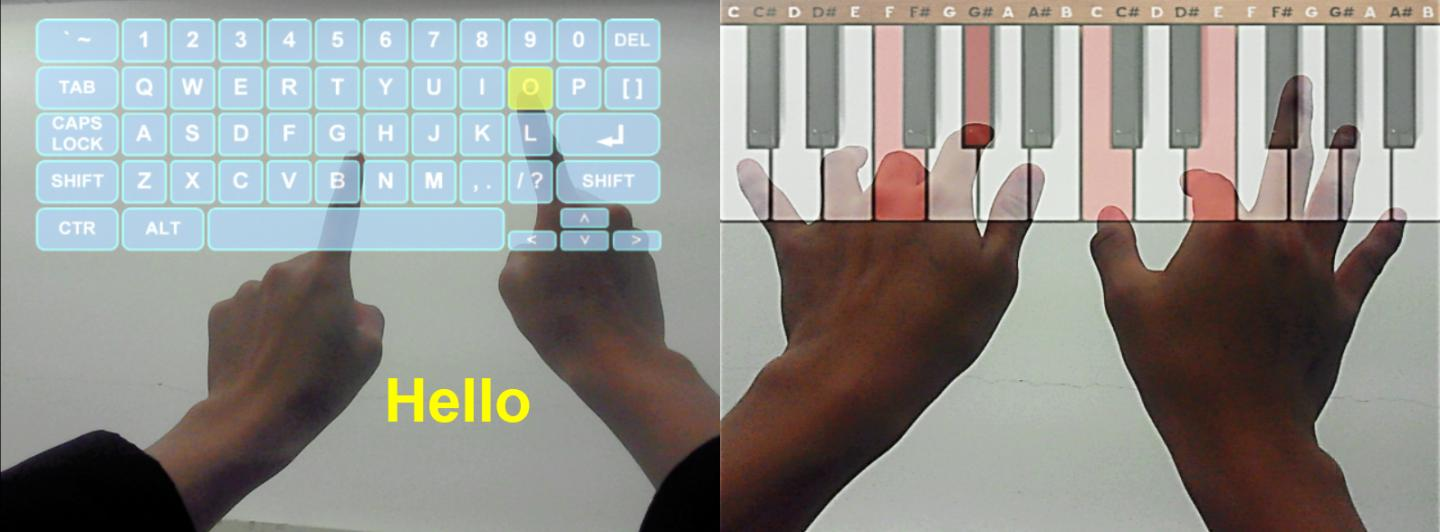 ` ~ 1 2 3 4 5 6 7 8 9 0 DEL
TAB Q W E R T Y U I O P [ ]
CAPS LOCK A S D F G H J K L
SHIFT Z X C V B N M , . / ? SHIFT
CTR ALT < ^ v >
Hello
C C# D D# E F F# G G# A A# B C C# D D# E F F# G G# A A# B